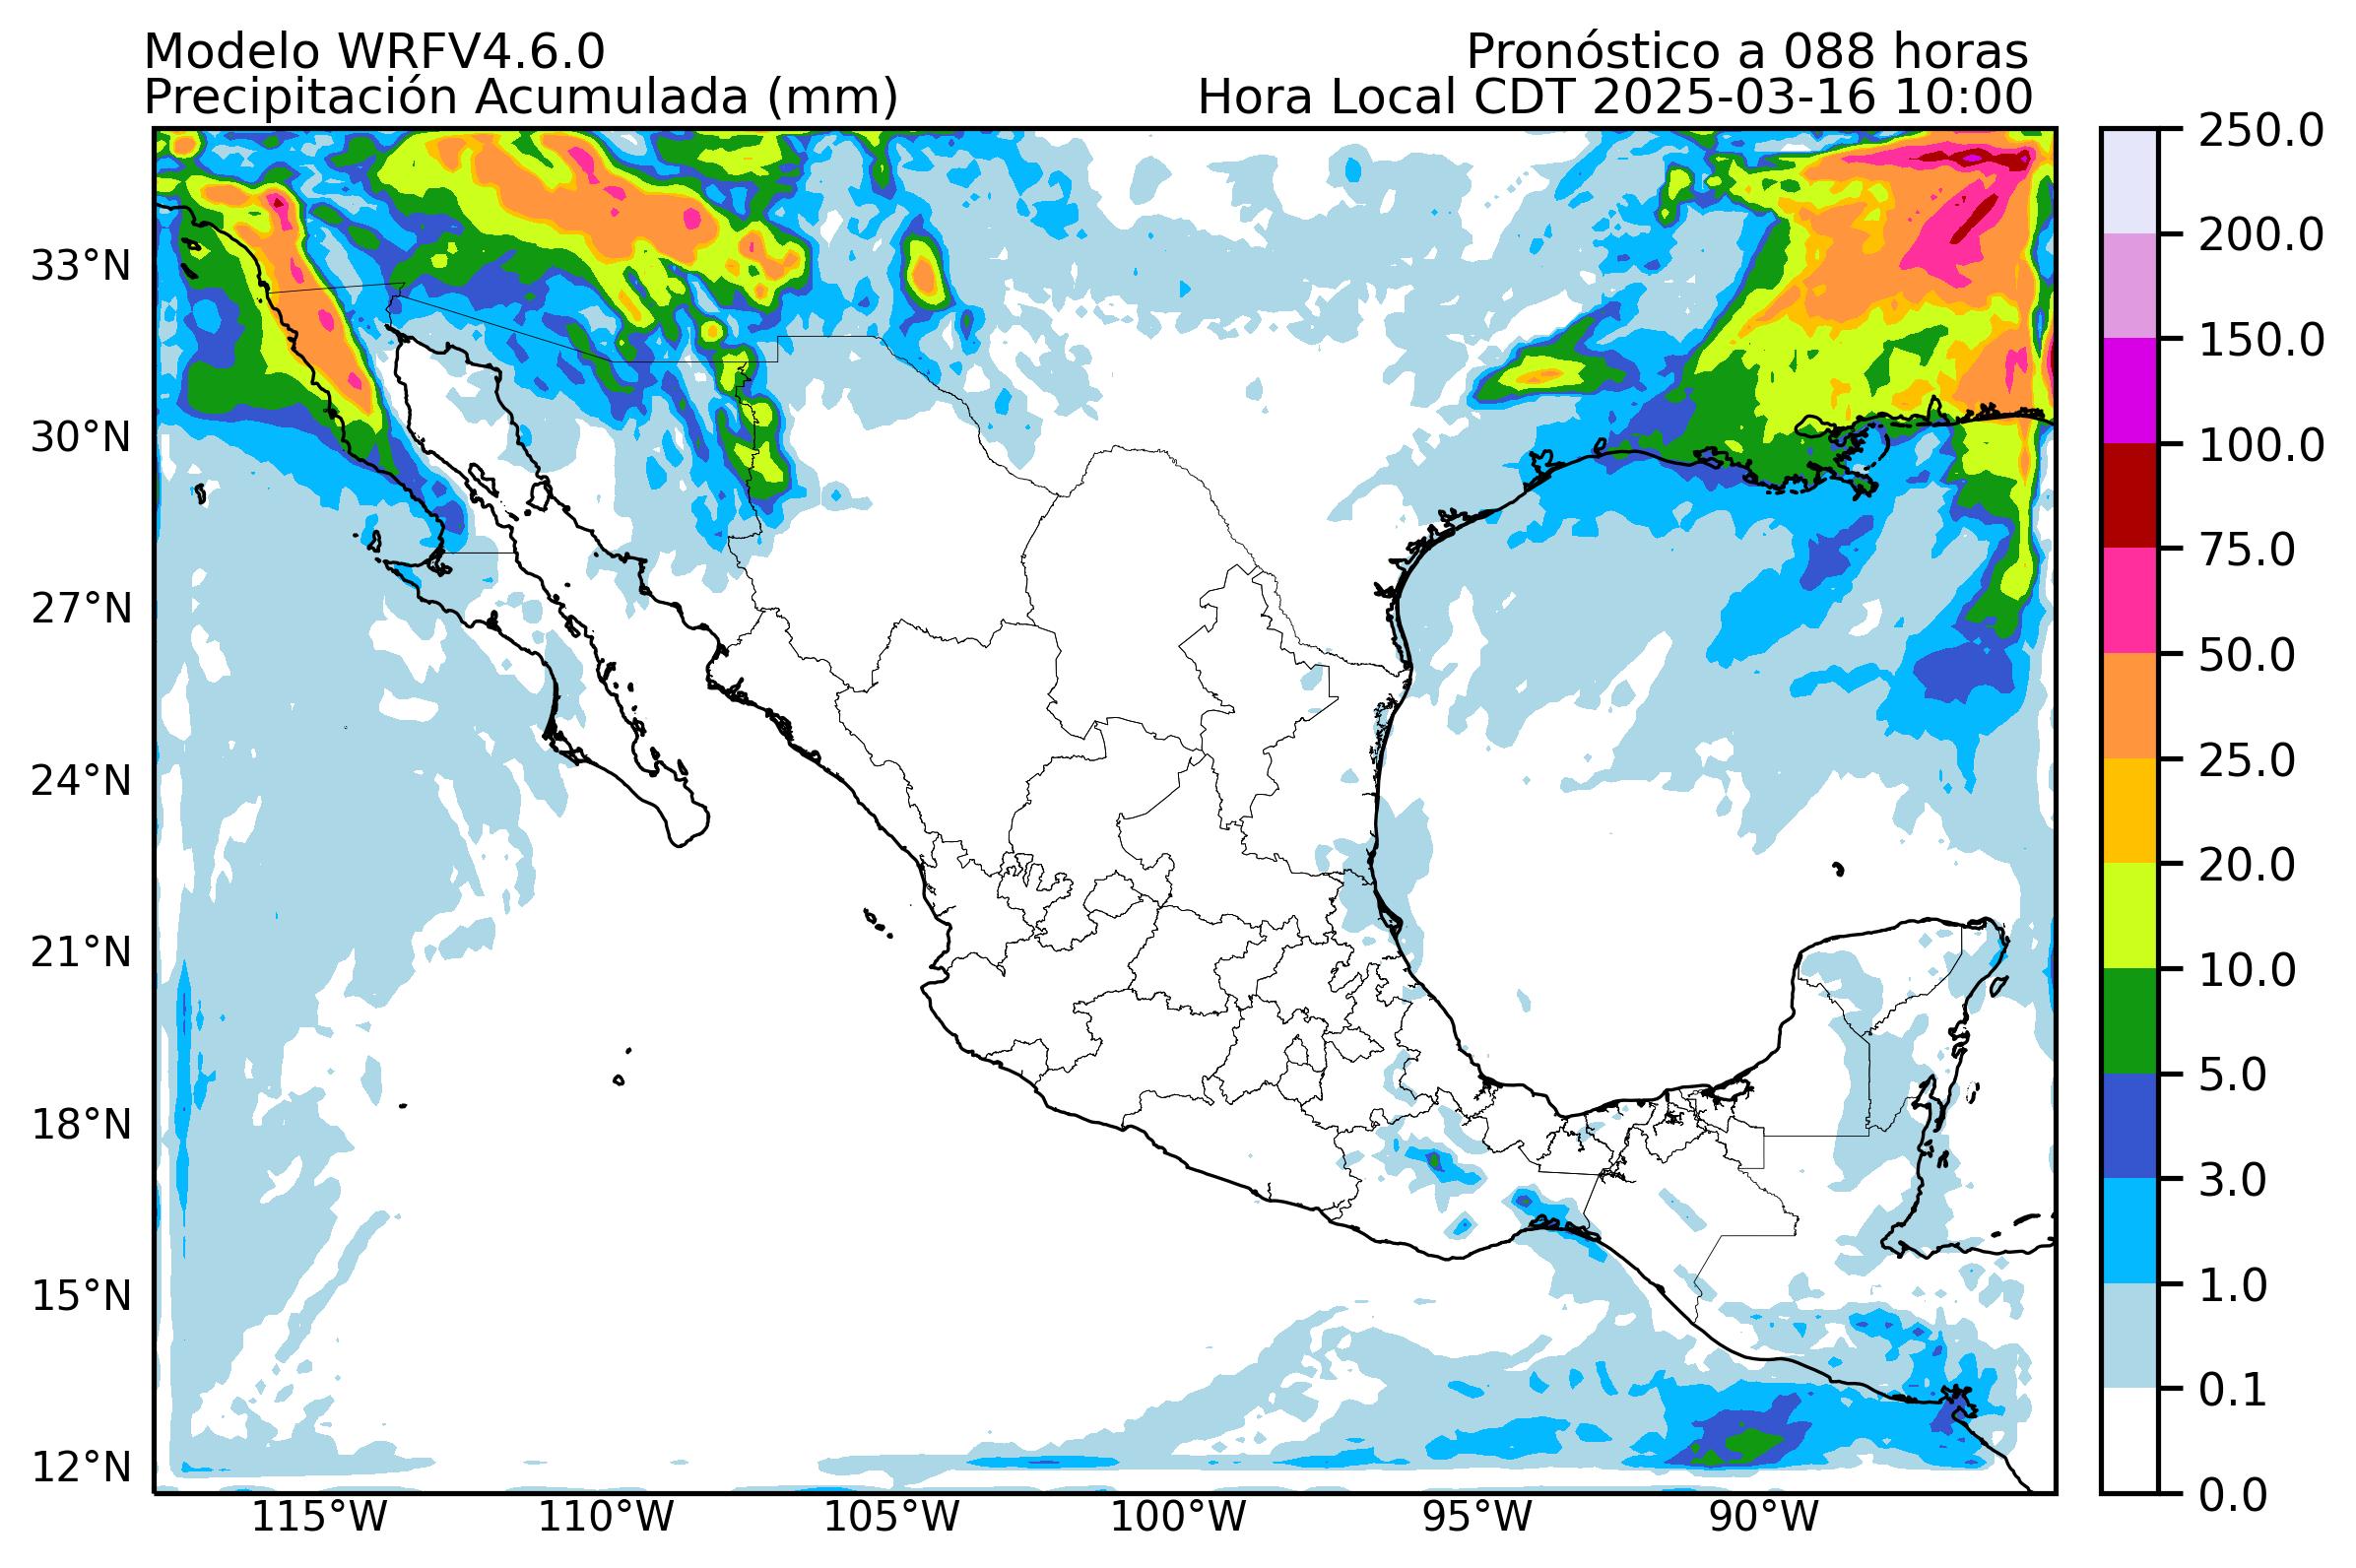 Modelo WRFV4.6.0
Pronóstico a 088 horas
Precipitación Acumulada (mm)
Hora Local CDT 2025-03-16 10:00
33°N
30°N
27°N
24°N
21°N
18°N
15°N
12°N
115°W
110°W
105°W
100°W
95°W
90°W
250.0
200.0
150.0
100.0
75.0
50.0
25.0
20.0
10.0
5.0
3.0
1.0
0.1
0.0